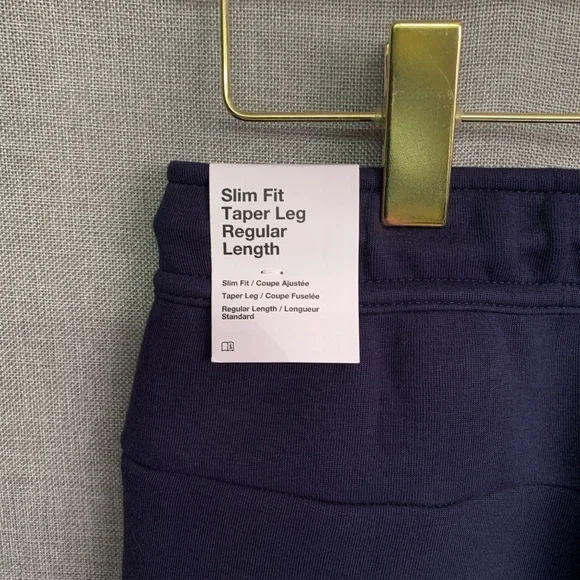 Slim Fit
Taper Leg
Regular
Length
Slim Fit / Coupe Ajustée
Taper Leg / Coupe Fuselée
Regular Length / Longueur
Standard